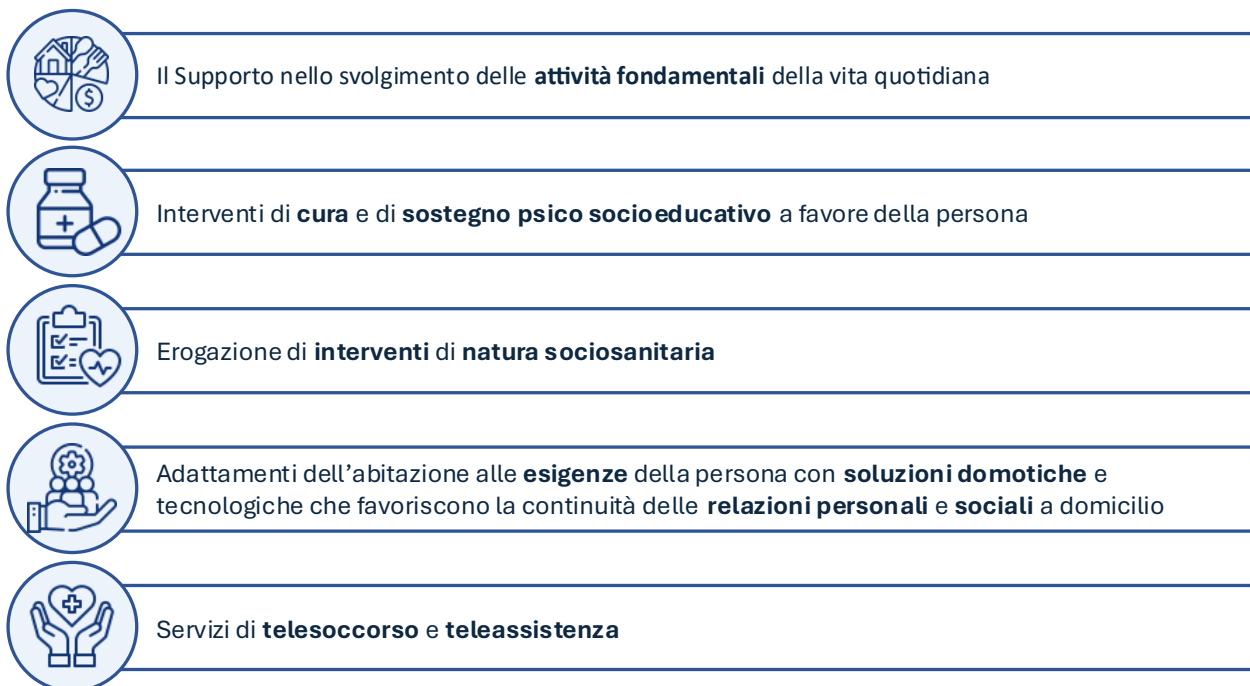 Il Supporto nello svolgimento delle attività fondamentali della vita quotidiana
Interventi di cura e di sostegno psico socioeducativo a favore della persona
Erogazione di interventi di natura sociosanitaria
Adattamenti dell’abitazione alle esigenze della persona con soluzioni domotiche e
tecnologiche che favoriscono la continuità delle relazioni personali e sociali a domicilio
Servizi di telesoccorso e teleassistenza